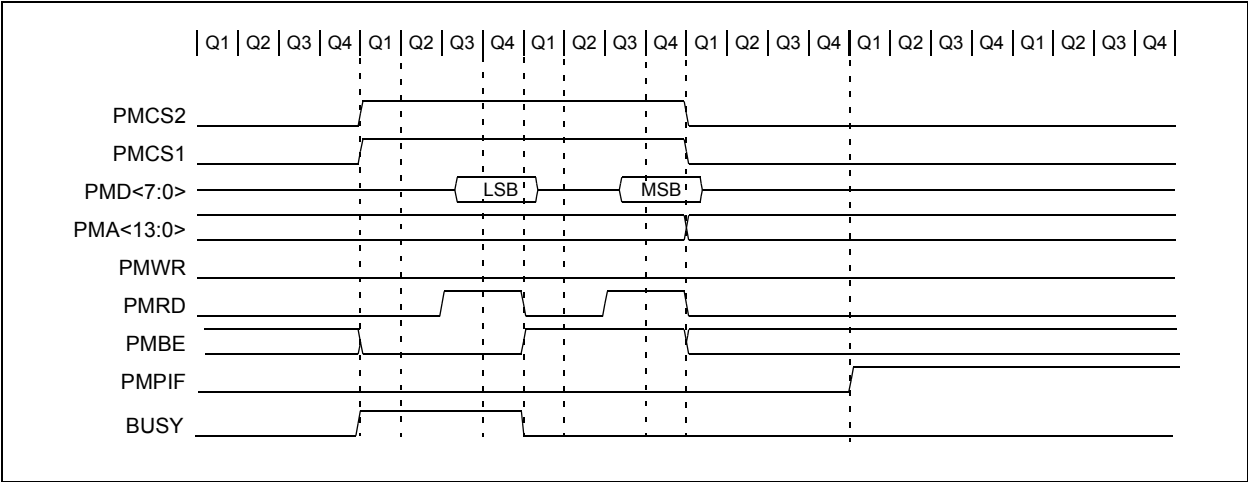 Q1 Q2 Q3 Q4 Q1 Q2 Q3 Q4 Q1 Q2 Q3 Q4 Q1 Q2 Q3 Q4 Q1 Q2 Q3 Q4 Q1 Q2 Q3 Q4
PMCS2
PMCS1
PMD<7:0> LSB MSB
PMA<13:0>
PMWR
PMRD
PMBE
PMPIF
BUSY